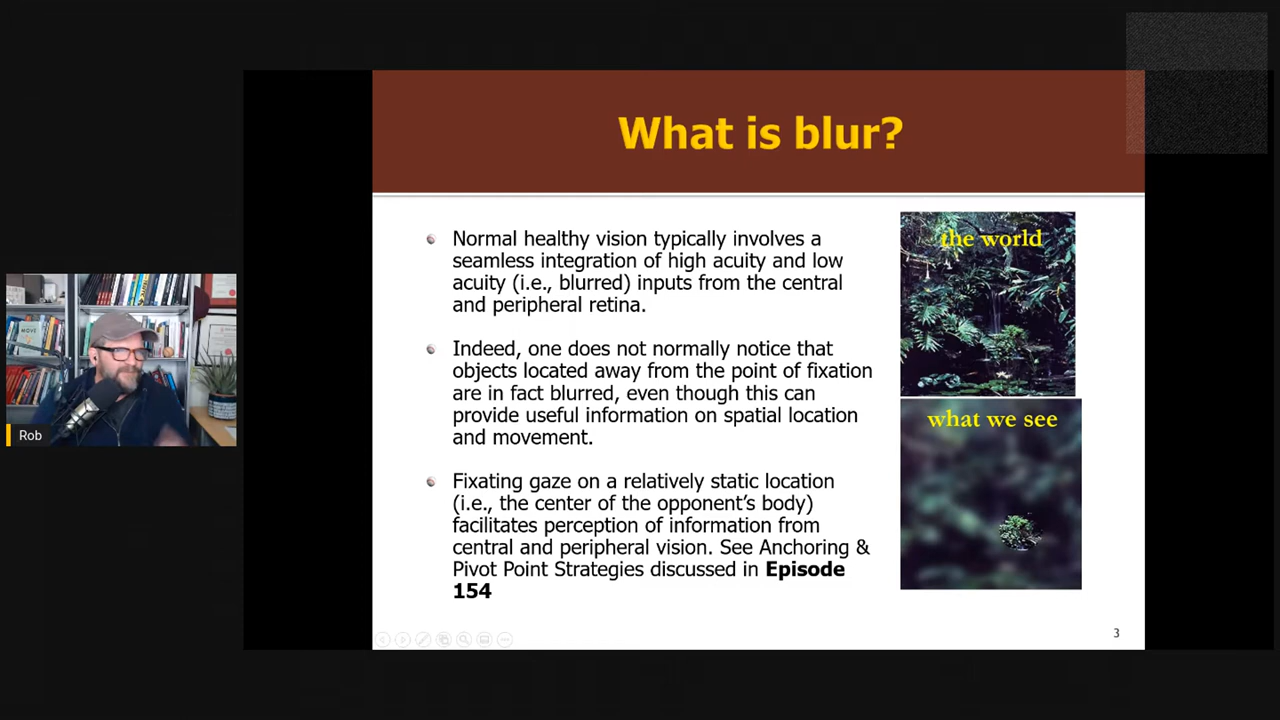 What is blur?
Normal healthy vision typically involves a
seamless integration of high acuity and low
acuity (i.e., blurred) inputs from the central
and peripheral retina.
Indeed, one does not normally notice that
objects located away from the point of fixation
are in fact blurred, even though this can
provide useful information on spatial location
and movement.
Fixating gaze on a relatively static location
(i.e., the center of the opponent's body)
facilitates perception of information from
central and peripheral vision. See Anchoring &
Pivot Point Strategies discussed in Episode
154
the world
what we see
3
MOVE
Rob